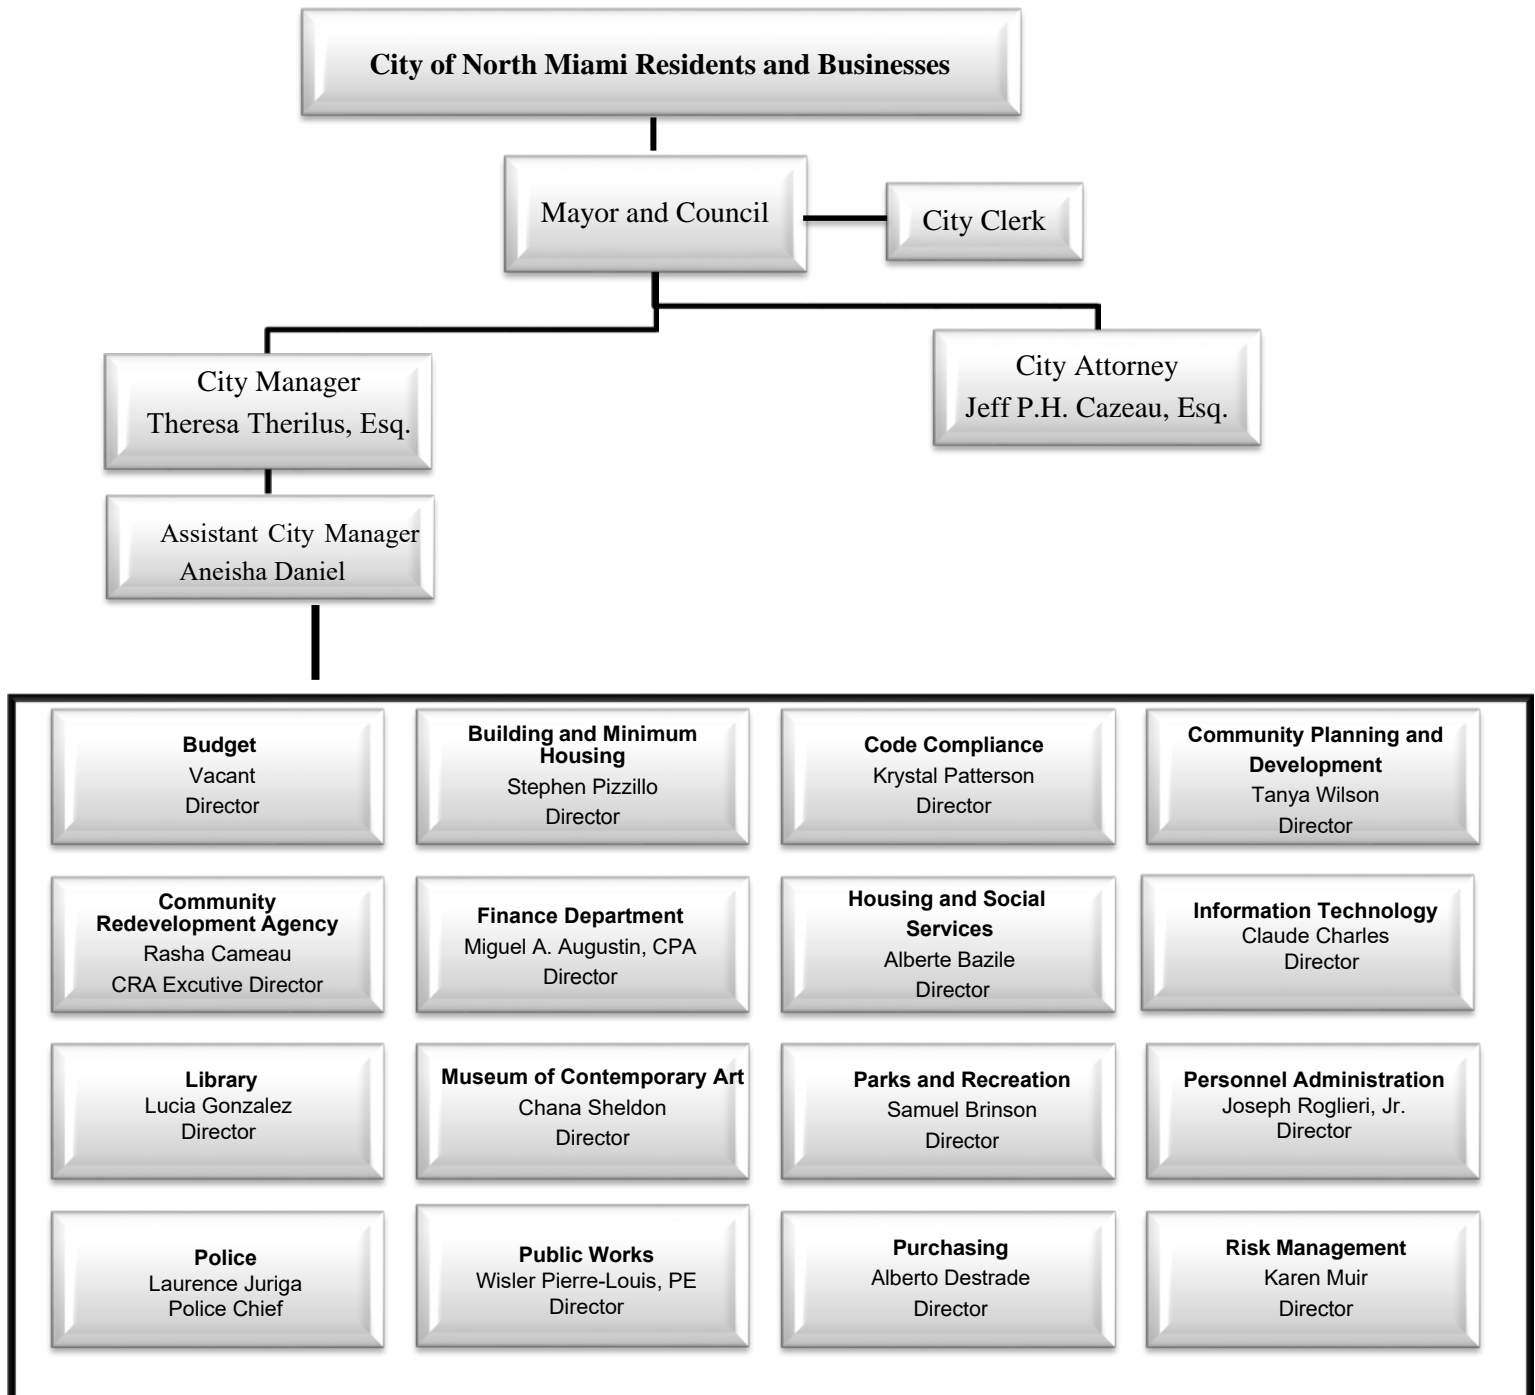 City of North Miami Residents and Businesses
Mayor and Council
City Clerk
City Manager
Theresa Therilus, Esq.
City Attorney
Jeff P.H. Cazeau, Esq.
Assistant City Manager
Aneisha Daniel
Budget
Vacant
Director
Building and Minimum
Housing
Stephen Pizzillo
Director
Code Compliance
Krystal Patterson
Director
Community Planning and
Development
Tanya Wilson
Director
Community
Redevelopment Agency
Rasha Cameau
CRA Excutive Director
Finance Department
Miguel A. Augustin, CPA
Director
Housing and Social
Services
Alberte Bazile
Director
Information Technology
Claude Charles
Director
Library
Lucia Gonzalez
Director
Museum of Contemporary Art
Chana Sheldon
Director
Parks and Recreation
Samuel Brinson
Director
Personnel Administration
Joseph Roglieri, Jr.
Director
Police
Laurence Juriga
Police Chief
Public Works
Wisler Pierre-Louis, PE
Director
Purchasing
Alberto Destrade
Director
Risk Management
Karen Muir
Director